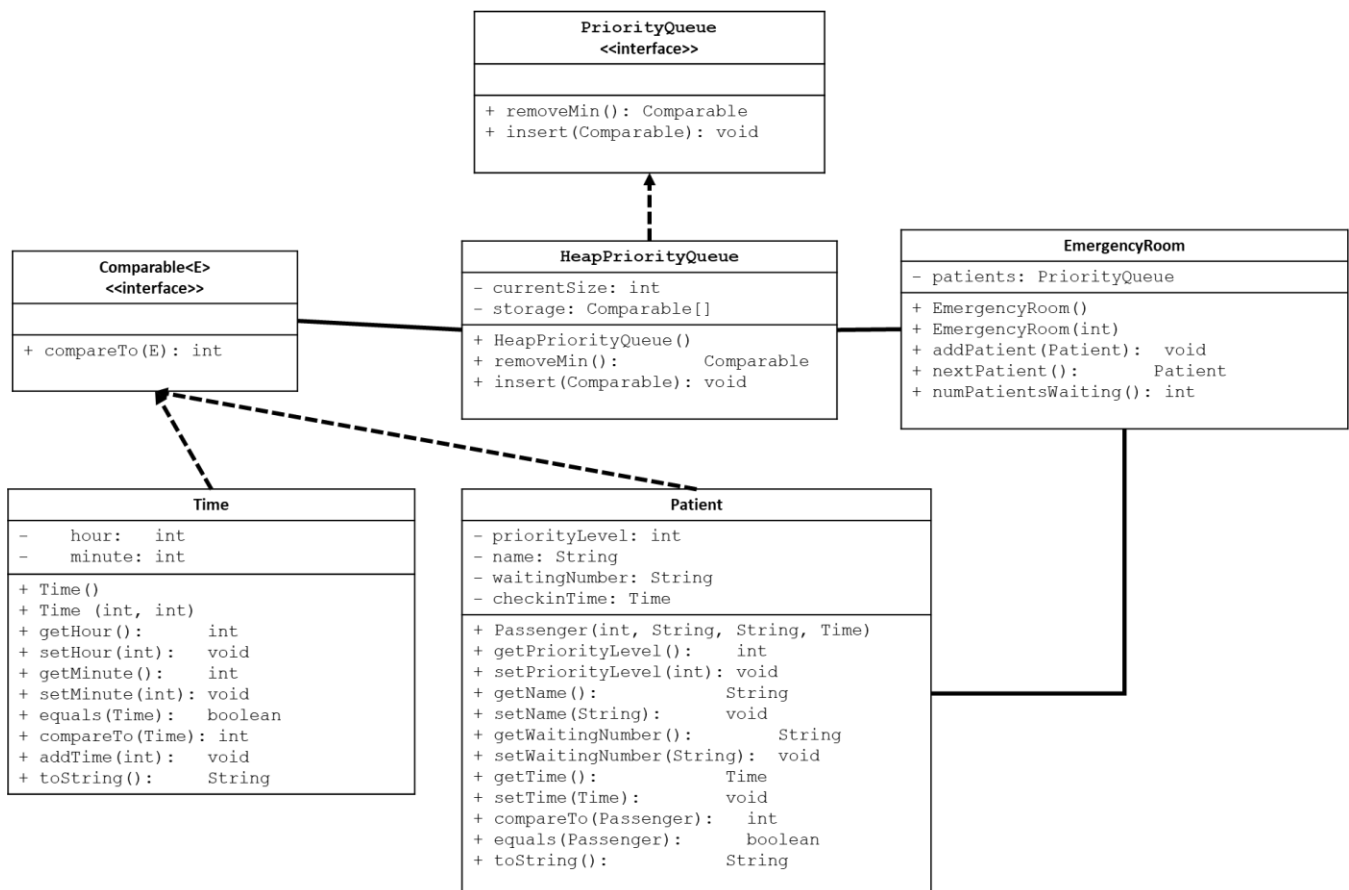 PriorityQueue
<<interface>>
+ removeMin(): Comparable
+ insert(Comparable): void
Comparable<E>
<<interface>>
+ compareTo(E): int
HeapPriorityQueue
- currentSize: int
- storage: Comparable[]
+ HeapPriorityQueue()
+ removeMin(): Comparable
+ insert(Comparable): void
EmergencyRoom
- patients: PriorityQueue
+ EmergencyRoom()
+ EmergencyRoom(int)
+ addPatient(Patient): void
+ nextPatient(): Patient
+ numPatientsWaiting(): int
Time
- hour: int
- minute: int
+ Time()
+ Time (int, int)
+ getHour(): int
+ setHour(int): void
+ getMinute(): int
+ setMinute(int): void
+ equals(Time): boolean
+ compareTo(Time): int
+ addTime(int): void
+ toString(): String
Patient
- priorityLevel: int
- name: String
- waitingNumber: String
- checkinTime: Time
+ Passenger(int, String, String, Time)
+ getPriorityLevel(): int
+ setPriorityLevel(int): void
+ getName(): String
+ setName(String): void
+ getWaitingNumber(): String
+ setWaitingNumber(String): void
+ getTime(): Time
+ setTime(Time): void
+ compareTo(Passenger): int
+ equals(Passenger): boolean
+ toString(): String